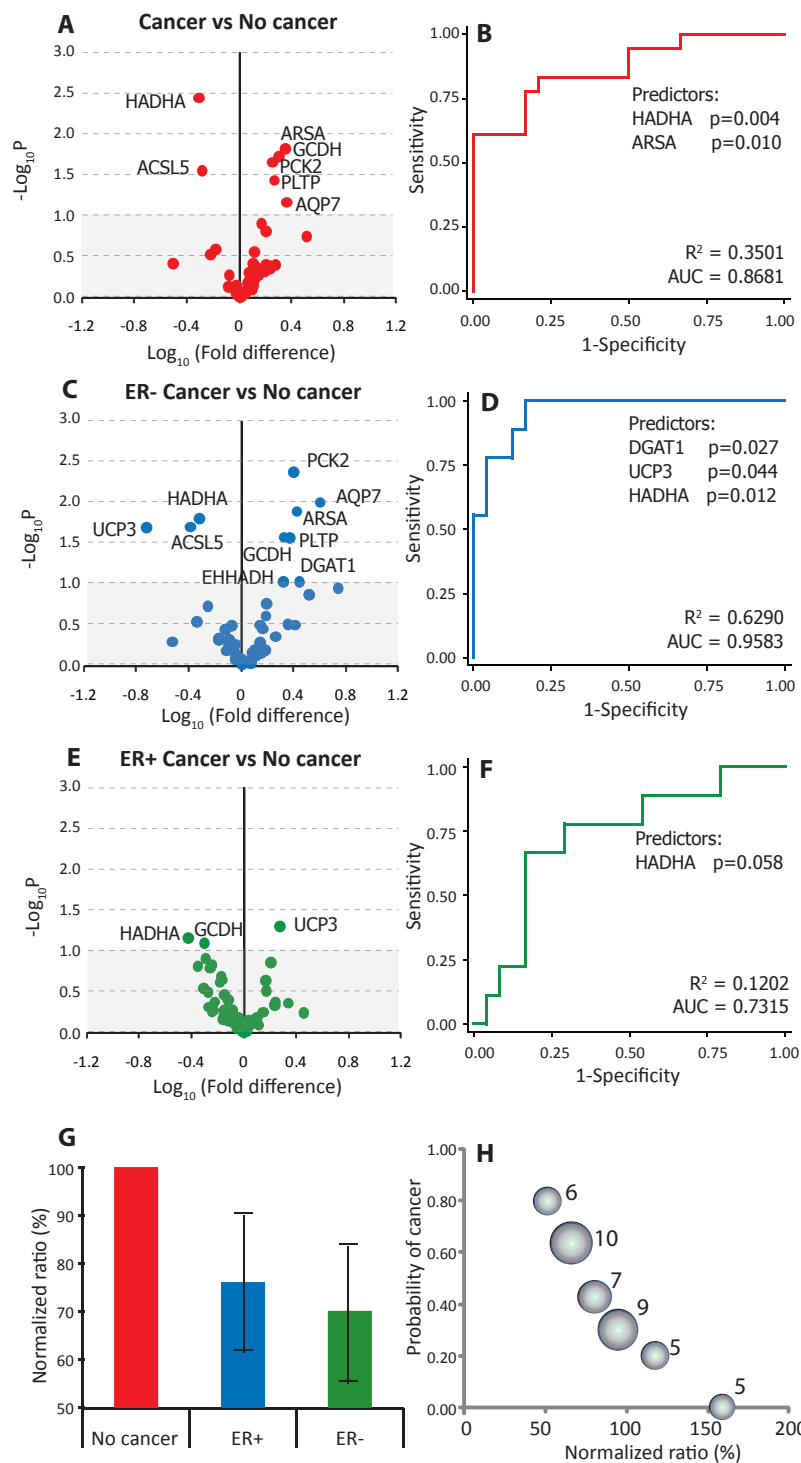 A
Cancer vs No cancer
3.0
2.5
2.0
1.5
1.0
0.5
0.0
-Log10P
HADHA
ACSL5
ARSA
GCDH
PCK2
PLTP
AQP7
-1.2 -0.8 -0.4 0 0.4 0.8 1.2
Log10 (Fold difference)
B
1.00
0.75
0.50
0.25
0.00
Sensitivity
Predictors:
HADHA p=0.004
ARSA p=0.010
R² = 0.3501
AUC = 0.8681
0.00 0.25 0.50 0.75 1.00
1-Specificity
C
ER- Cancer vs No cancer
3.0
2.5
2.0
1.5
1.0
0.5
0.0
-Log10P
PCK2
AQP7
HADHA
UCP3
ACSL5
ARSA
GCDH
PLTP
EHHADH
DGAT1
-1.2 -0.8 -0.4 0 0.4 0.8 1.2
Log10 (Fold difference)
D
1.00
0.75
0.50
0.25
0.00
Sensitivity
Predictors:
DGAT1 p=0.027
UCP3 p=0.044
HADHA p=0.012
R² = 0.6290
AUC = 0.9583
0.00 0.25 0.50 0.75 1.00
1-Specificity
E
ER+ Cancer vs No cancer
3.0
2.5
2.0
1.5
1.0
0.5
0.0
-Log10P
HADHA
GCDH
UCP3
-1.2 -0.8 -0.4 0 0.4 0.8 1.2
Log10 (Fold difference)
F
1.00
0.75
0.50
0.25
0.00
Sensitivity
Predictors:
HADHA p=0.058
R² = 0.1202
AUC = 0.7315
0.00 0.25 0.50 0.75 1.00
1-Specificity
G
100
90
80
70
60
50
Normalized ratio (%)
No cancer ER+ ER-
H
1.00
0.80
0.60
0.40
0.20
0.00
Probability of cancer
6
10
7
9
5
5
0 50 100 150 200
Normalized ratio (%)